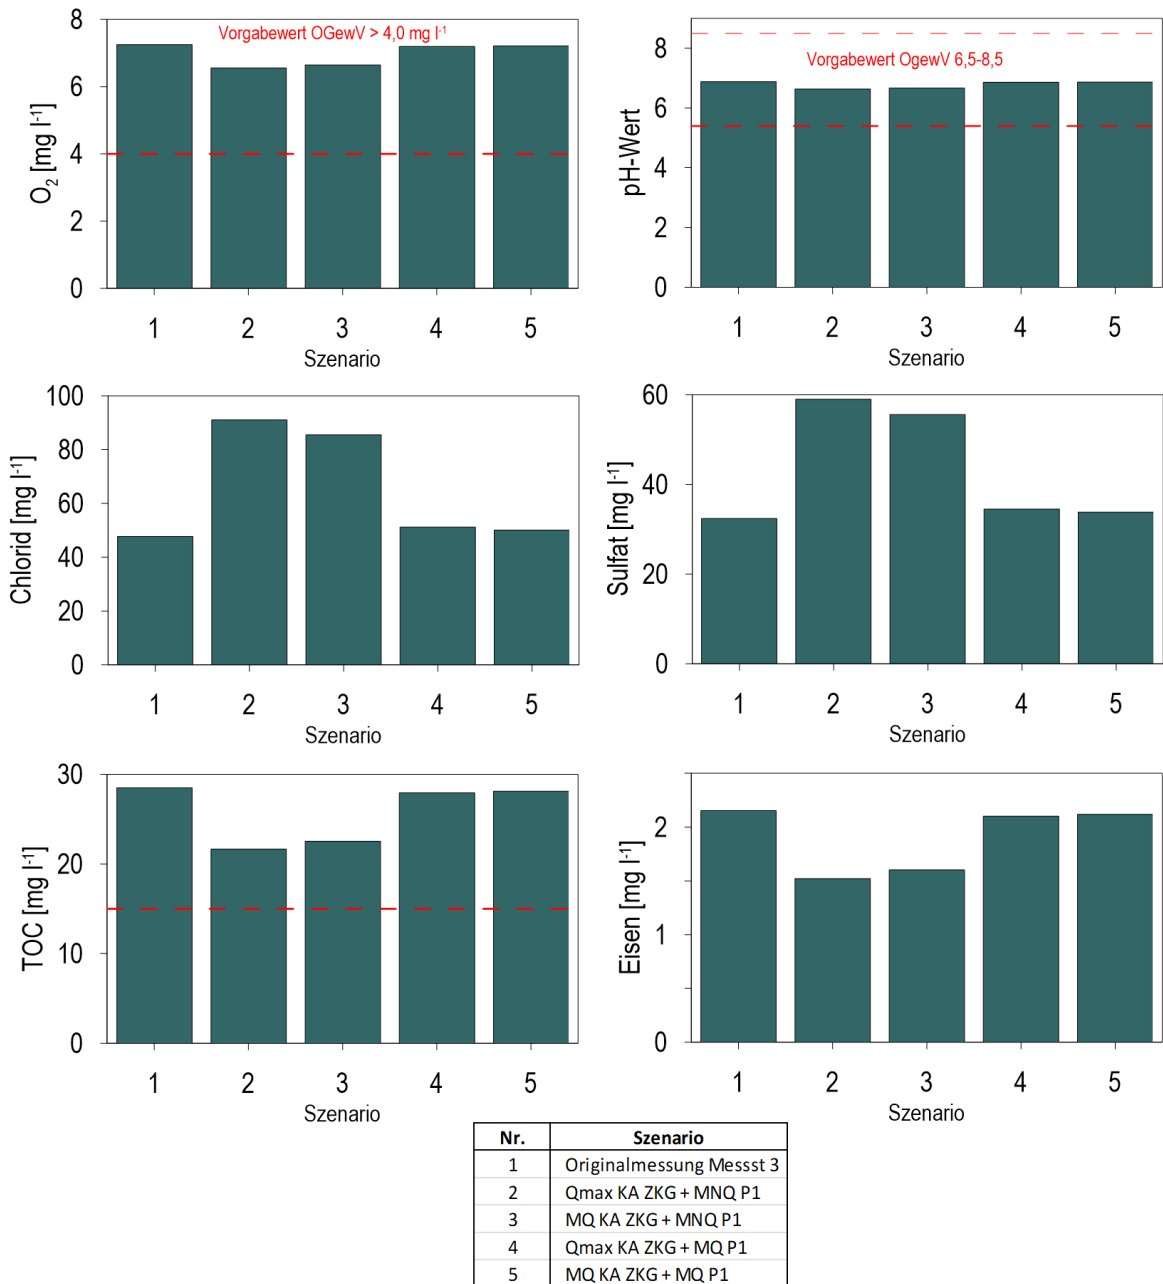 8
Vorgabewert OGewV > 4,0 mg l⁻¹
6
4
2
0
O₂ [mg l⁻¹]
1 2 3 4 5
Szenario
8
Vorgabewert OgewV 6,5-8,5
6
4
2
0
pH-Wert
1 2 3 4 5
Szenario
100
80
60
40
20
0
Chlorid [mg l⁻¹]
1 2 3 4 5
Szenario
60
40
20
0
Sulfat [mg l⁻¹]
1 2 3 4 5
Szenario
30
20
10
0
TOC [mg l⁻¹]
1 2 3 4 5
Szenario
2
1
0
Eisen [mg l⁻¹]
1 2 3 4 5
Szenario
Nr. Szenario
1 Originalmessung Messst 3
2 Qmax KA ZKG + MNQ P1
3 MQ KA ZKG + MNQ P1
4 Qmax KA ZKG + MQ P1
5 MQ KA ZKG + MQ P1